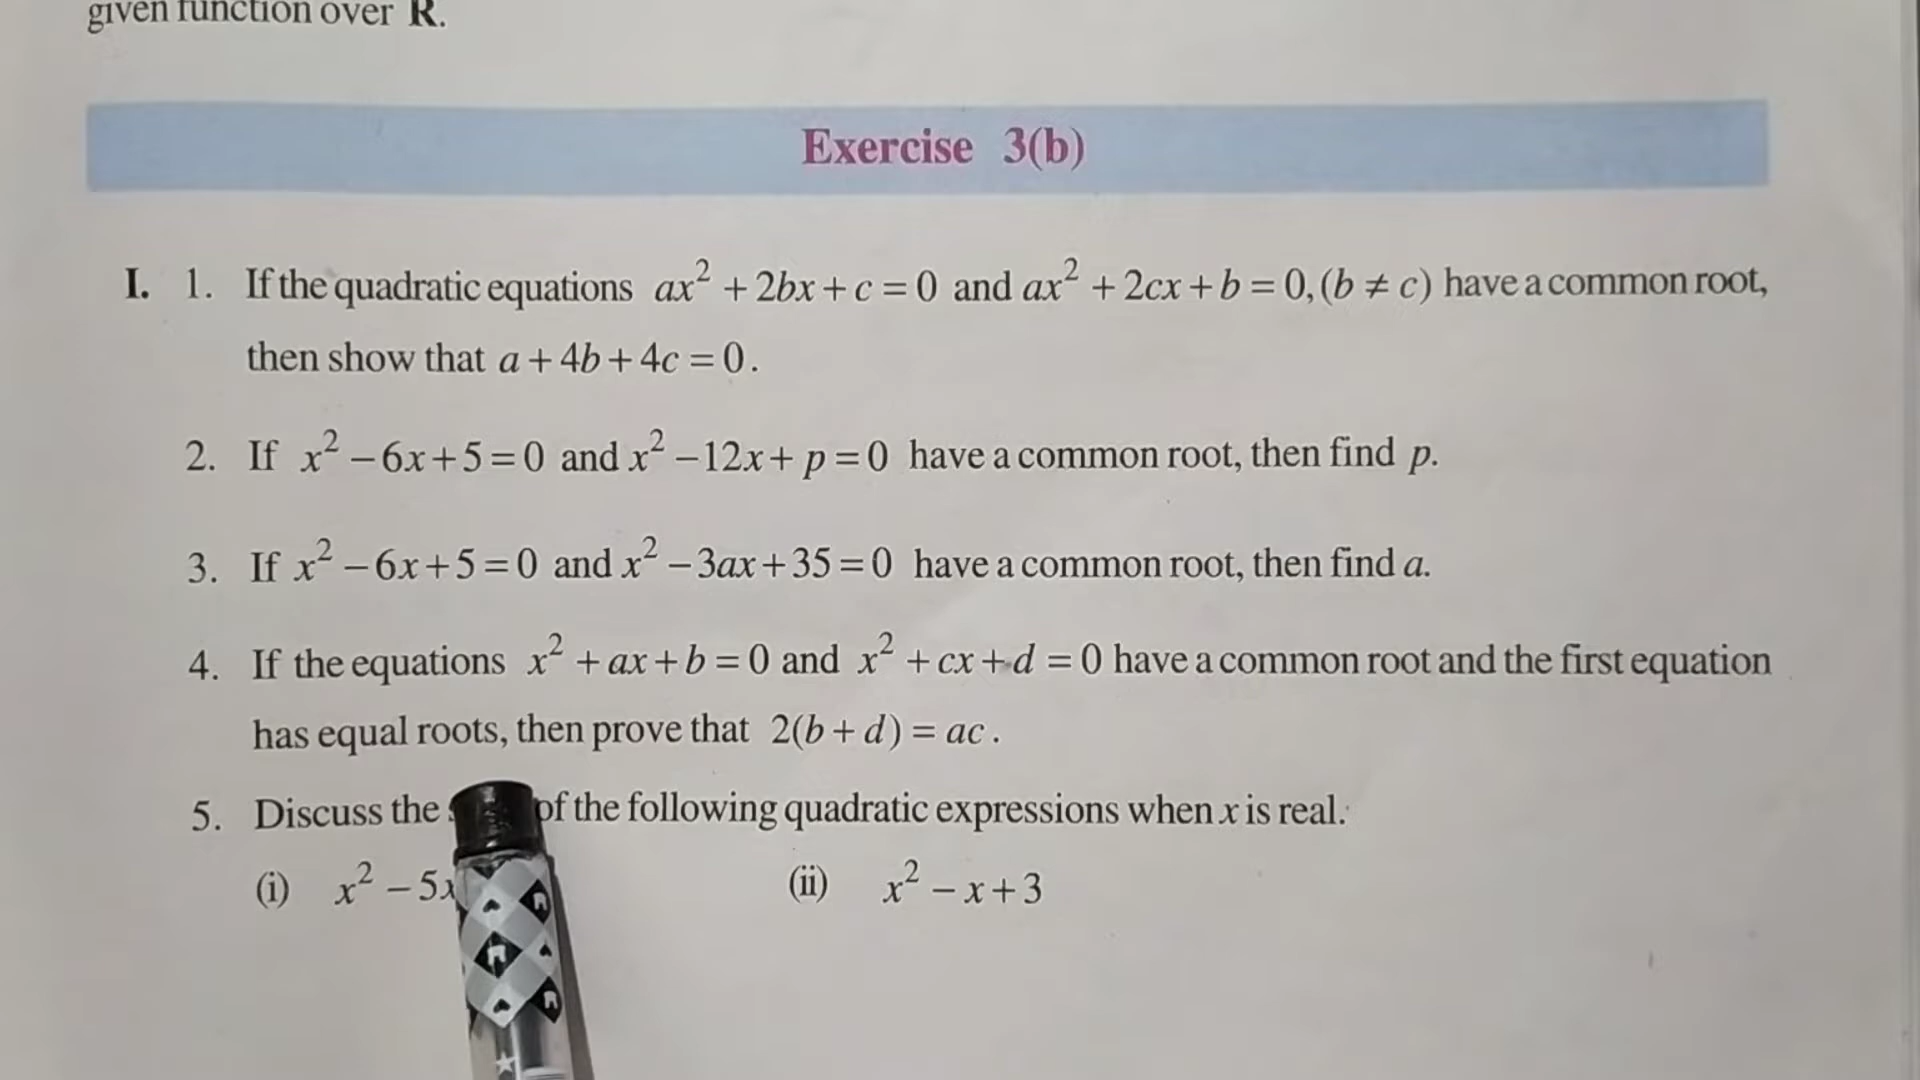 given function over R.
Exercise 3(b)
I. 1. If the quadratic equations ax² + 2bx + c = 0 and ax² + 2cx + b = 0, (b ≠ c) have a common root,
then show that a + 4b + 4c = 0.
2. If x² – 6x + 5 = 0 and x² – 12x + p = 0 have a common root, then find p.
3. If x² – 6x + 5 = 0 and x² – 3ax + 35 = 0 have a common root, then find a.
4. If the equations x² + ax + b = 0 and x² + cx + d = 0 have a common root and the first equation
has equal roots, then prove that 2(b + d) = ac.
5. Discuss the of the following quadratic expressions when x is real.
(i) x² – 5x (ii) x² – x + 3